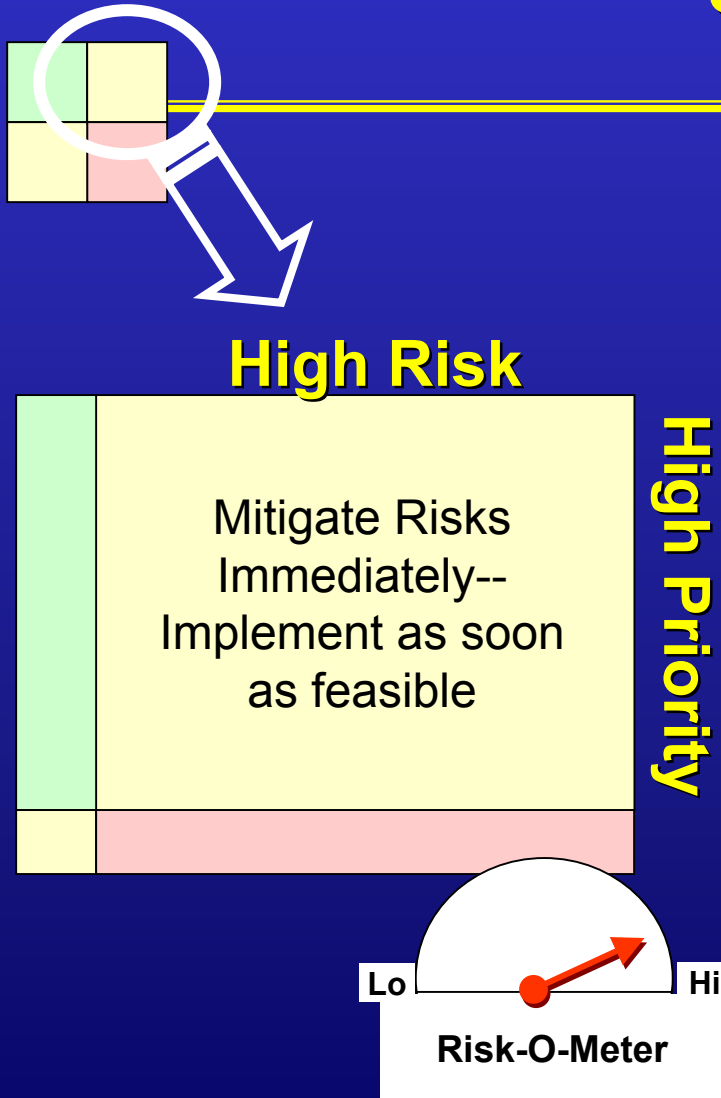 High Risk
High Priority
Mitigate Risks
Immediately--
Implement as soon
as feasible
Lo
Hi
Risk-O-Meter